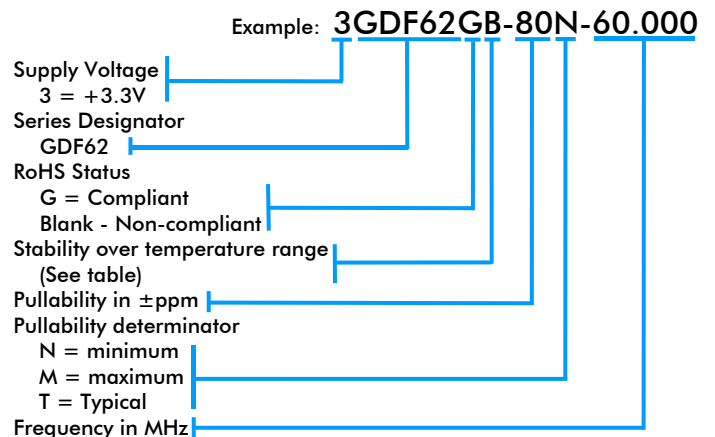 Example: 3GDF62GB-80N-60.000
Supply Voltage
3 = +3.3V
Series Designator
GDF62
RoHS Status
G = Compliant
Blank - Non-compliant
Stability over temperature range
(See table)
Pullability in ±ppm
Pullability determinator
N = minimum
M = maximum
T = Typical
Frequency in MHz